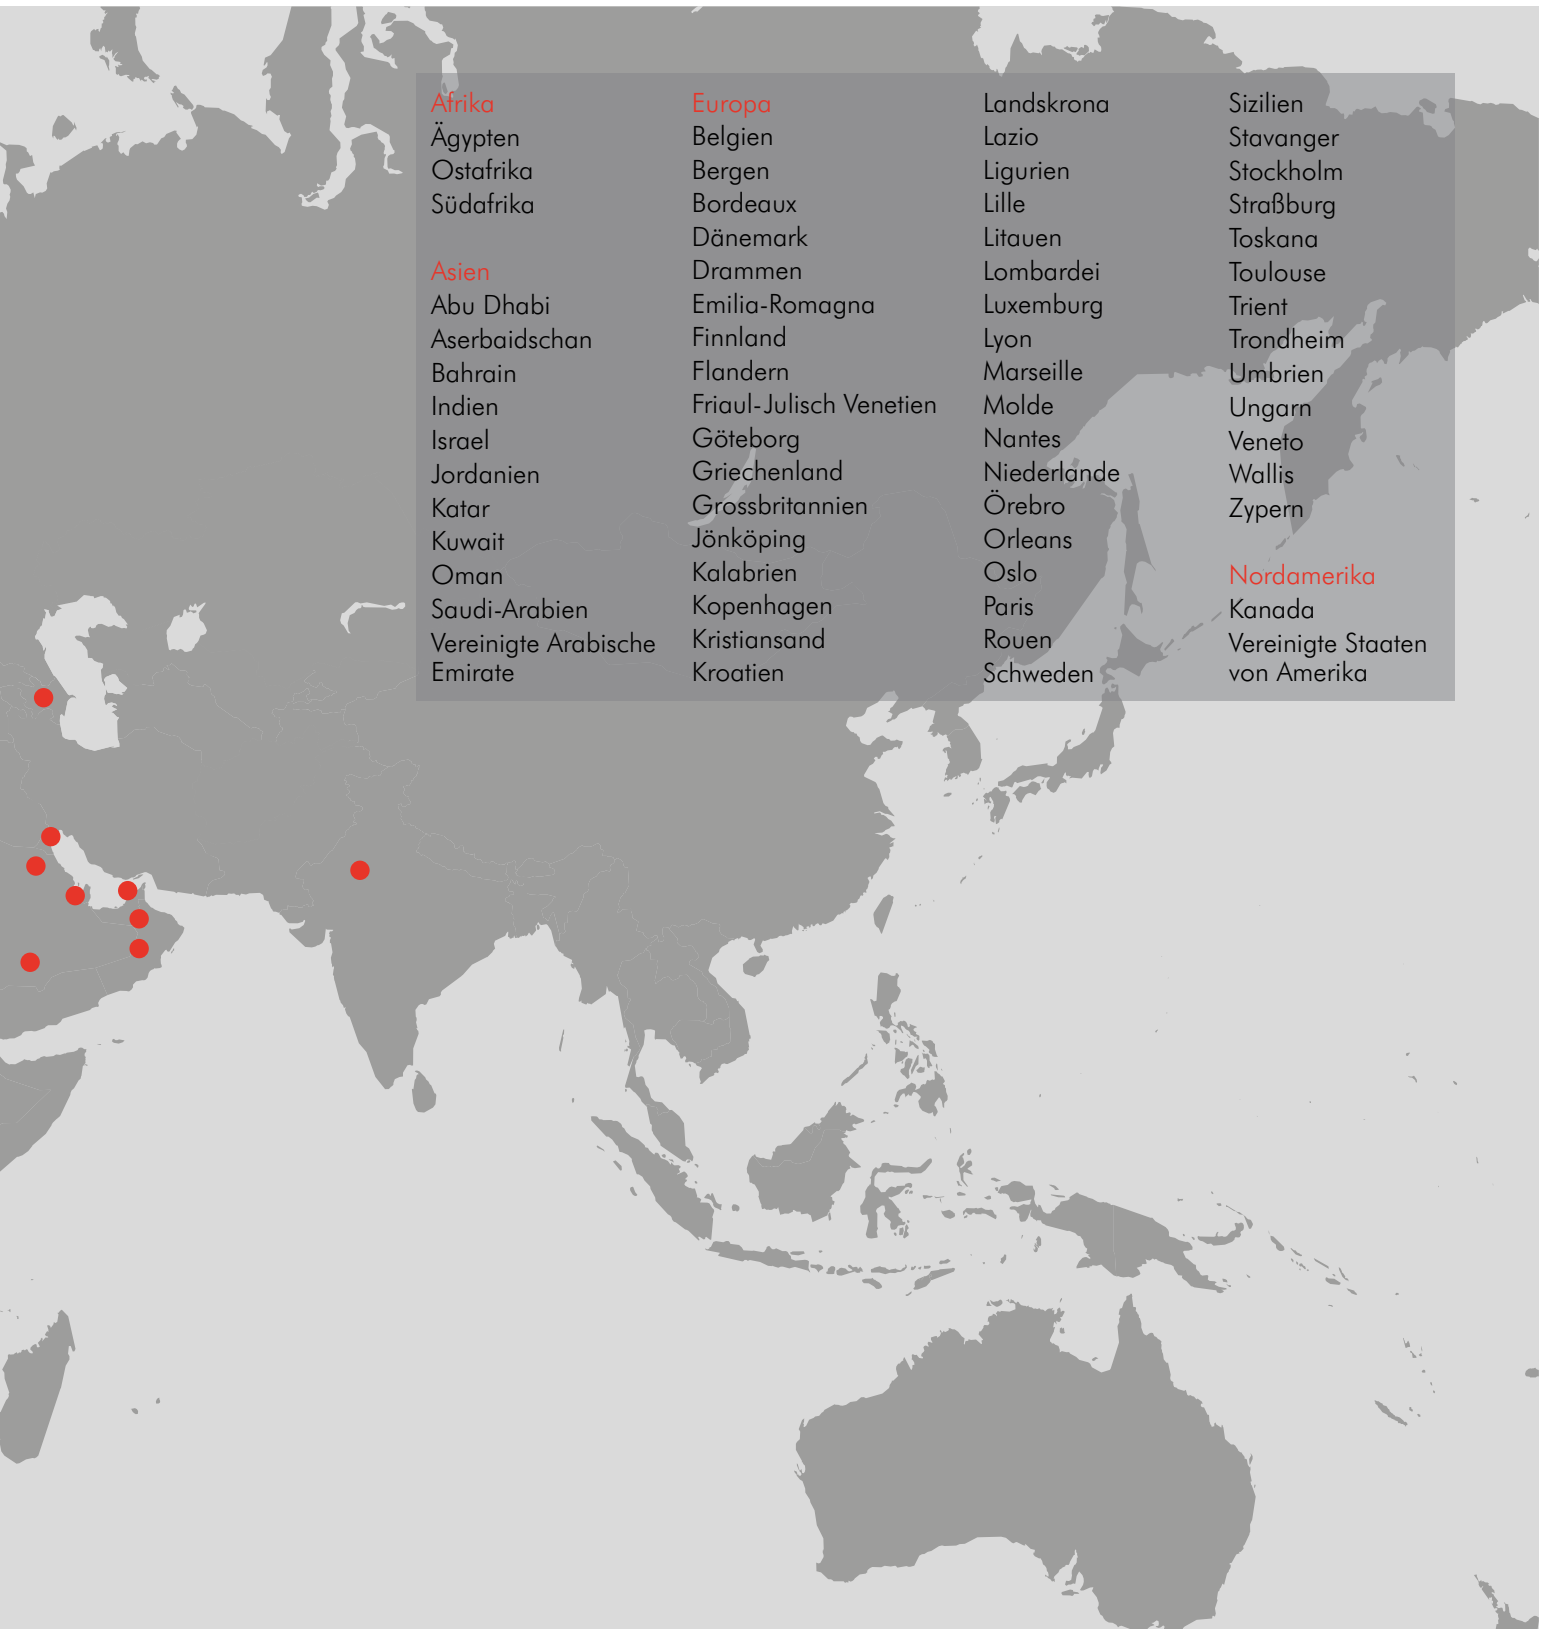 Afrika
Ägypten
Ostafrika
Südafrika
Asien
Abu Dhabi
Aserbaidschan
Bahrain
Indien
Israel
Jordanien
Katar
Kuwait
Oman
Saudi-Arabien
Vereinigte Arabische
Emirate
Europa
Belgien
Bergen
Bordeaux
Dänemark
Drammen
Emilia-Romagna
Finnland
Flandern
Friaul-Julisch Venetien
Göteborg
Griechenland
Grossbritannien
Jönköping
Kalabrien
Kopenhagen
Kristiansand
Kroatien
Landskrona
Lazio
Ligurien
Lille
Litauen
Lombardei
Luxemburg
Lyon
Marseille
Molde
Nantes
Niederlande
Örebro
Orleans
Oslo
Paris
Rouen
Schweden
Sizilien
Stavanger
Stockholm
Straßburg
Toskana
Toulouse
Trient
Trondheim
Umbrien
Ungarn
Veneto
Wallis
Zypern
Nordamerika
Kanada
Vereinigte Staaten
von Amerika